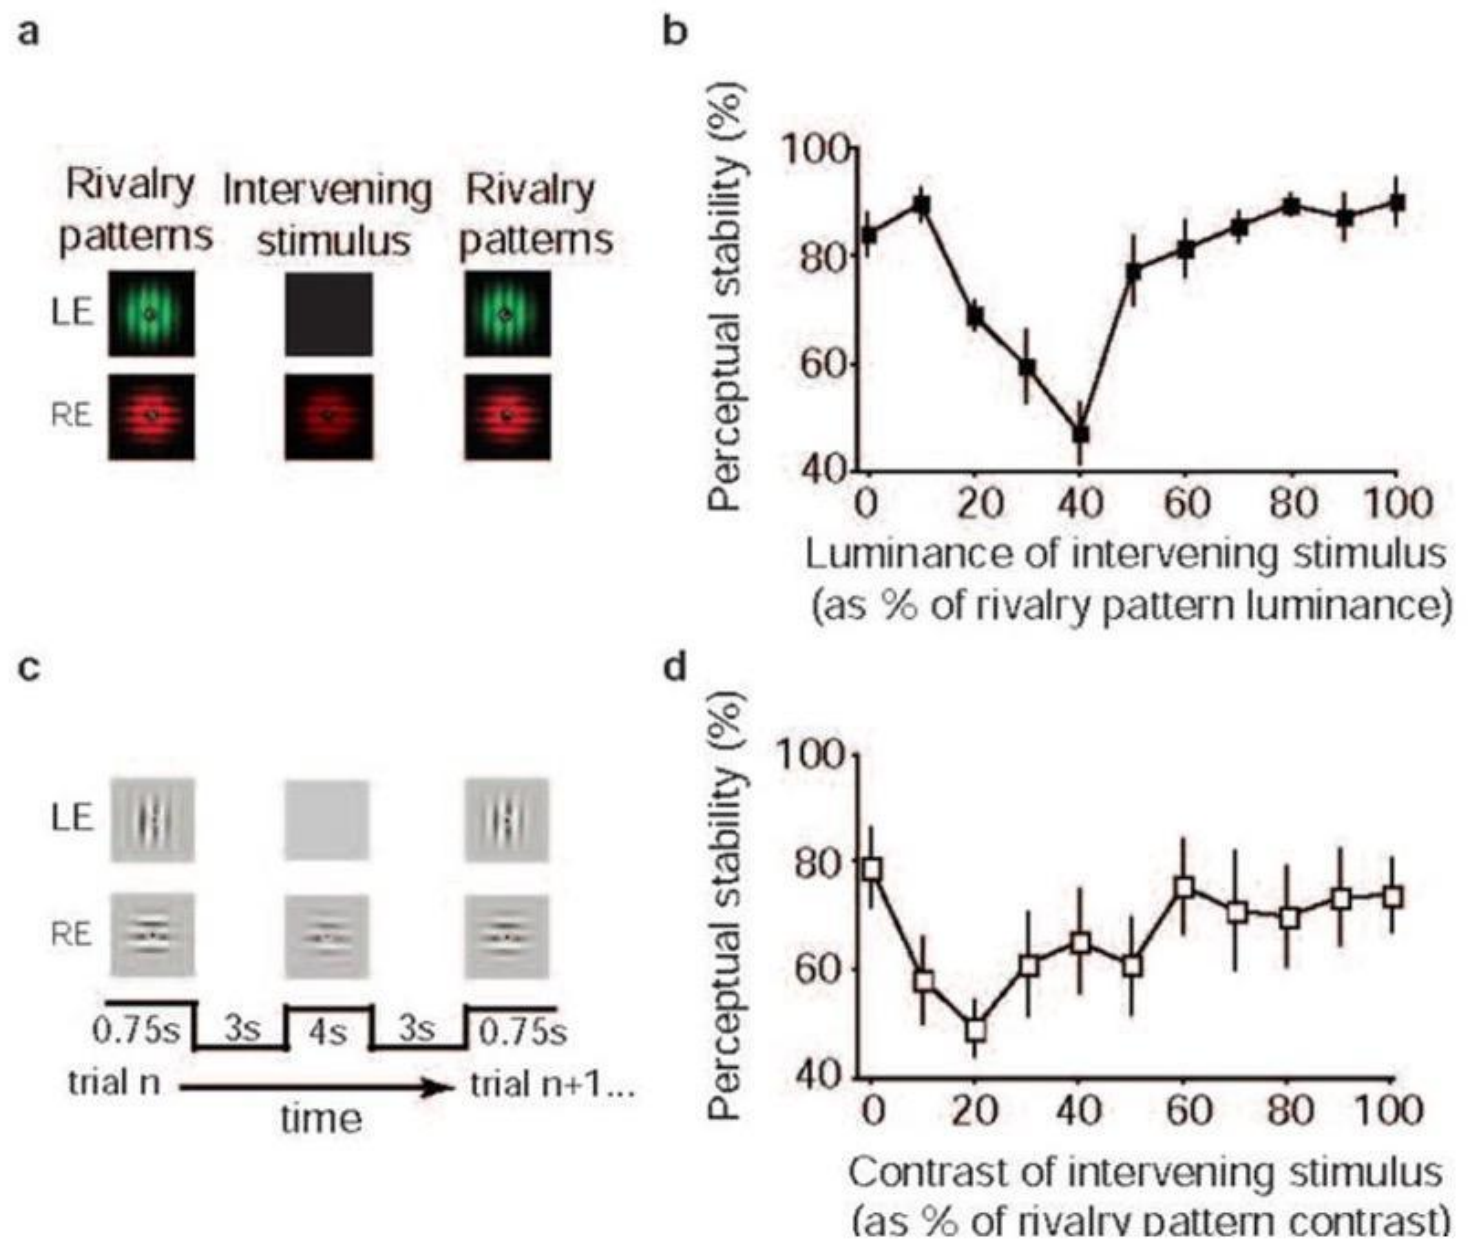 a
Rivalry Intervening Rivalry
patterns stimulus patterns
LE
RE
b
Perceptual stability (%)
100
80
60
40
0 20 40 60 80 100
Luminance of intervening stimulus
(as % of rivalry pattern luminance)
c
LE
RE
0.75s 3s 4s 3s 0.75s
trial n trial n+1...
time
d
Perceptual stability (%)
100
80
60
40
0 20 40 60 80 100
Contrast of intervening stimulus
(as % of rivalry pattern contrast)